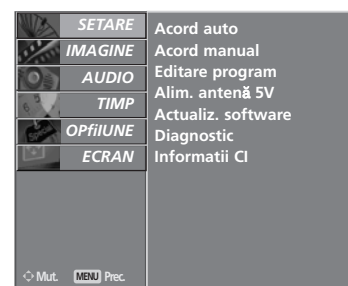 SETARE
IMAGINE
AUDIO
TIMP
OPfiIUNE
ECRAN
Acord auto
Acord manual
Editare program
Alim. antenă 5V
Actualiz. software
Diagnostic
Informatii CI
Mut. MENU Prec.